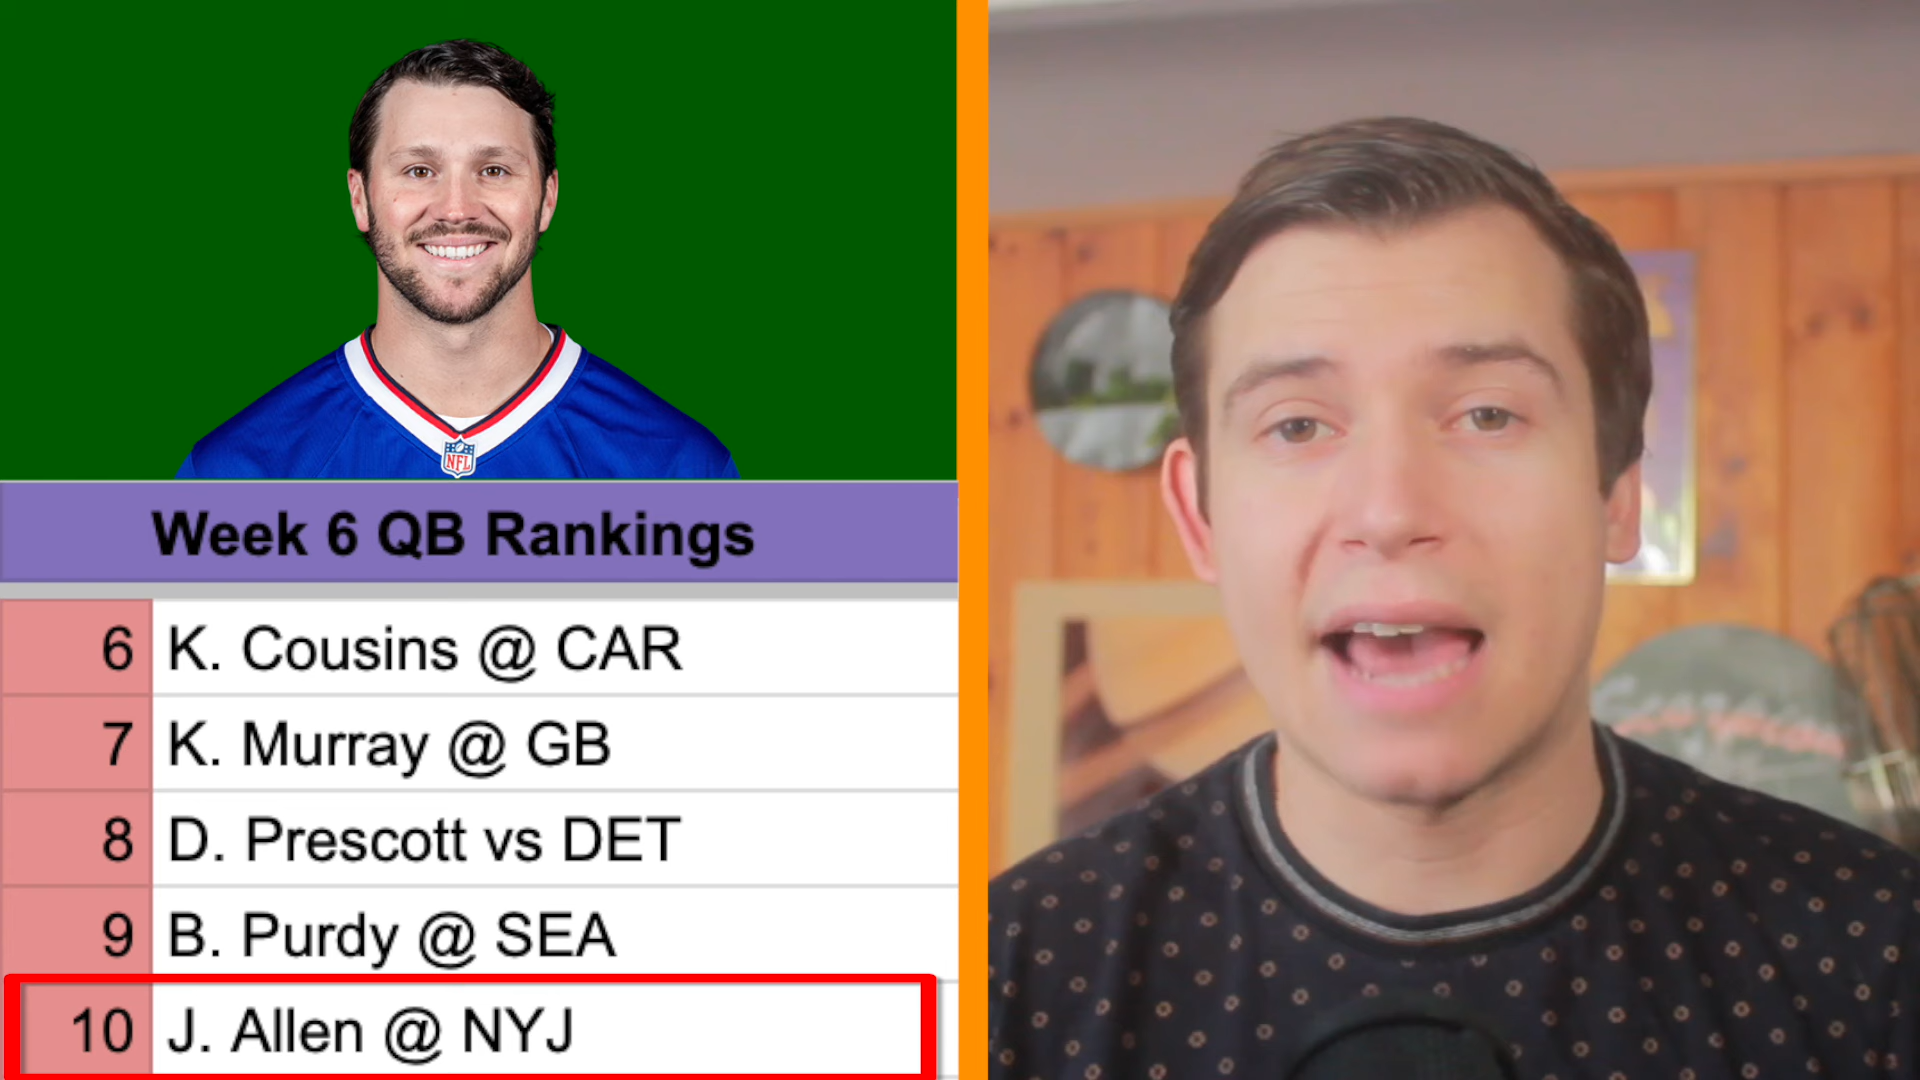 NFL
Week 6 QB Rankings
6 K. Cousins @ CAR
7 K. Murray @ GB
8 D. Prescott vs DET
9 B. Purdy @ SEA
10 J. Allen @ NYJ